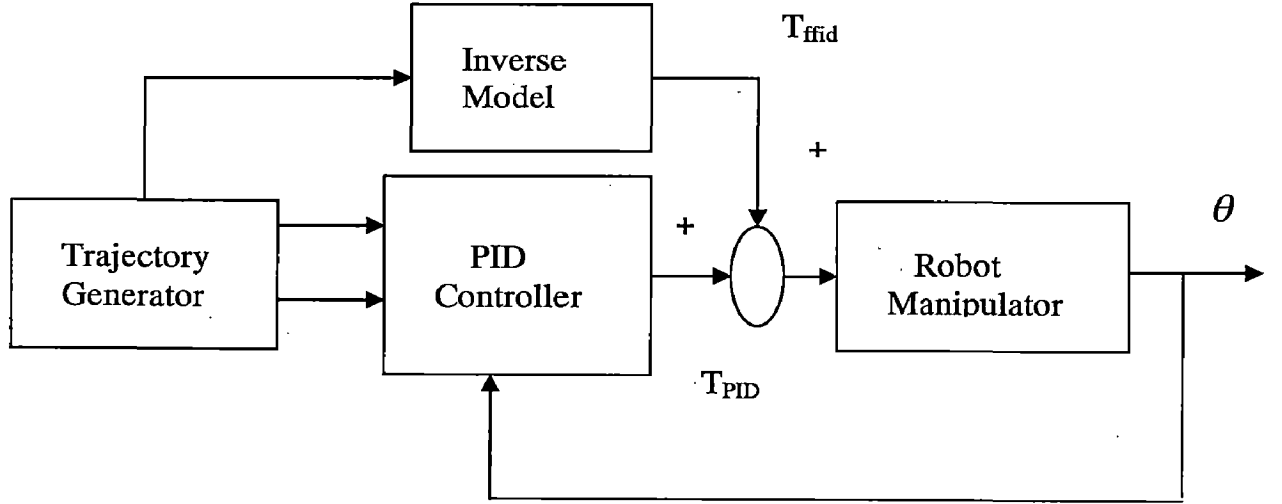 T_ffid
Inverse
Model
+
θ
+
Trajectory
Generator
PID
Controller
Robot
Manipulator
T_PID